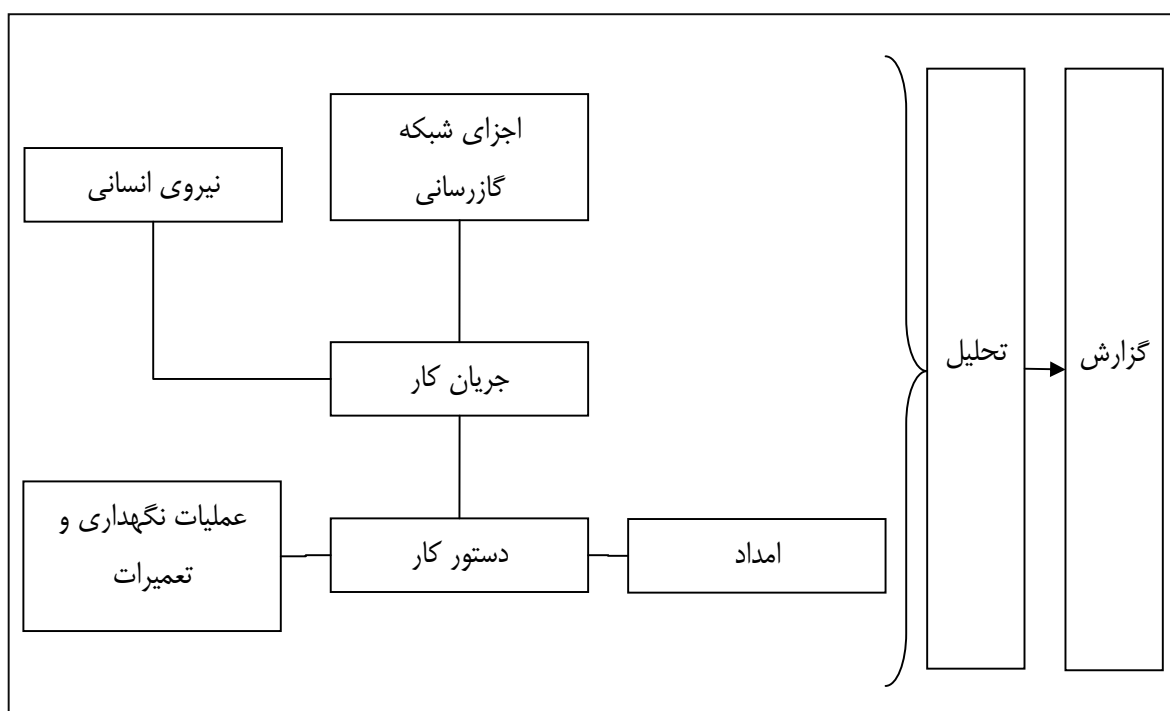 اجزای شبکه
گازرسانی
نیروی انسانی
جریان کار
تحلیل
گزارش
عملیات نگهداری و
تعمیرات
دستور کار
امداد